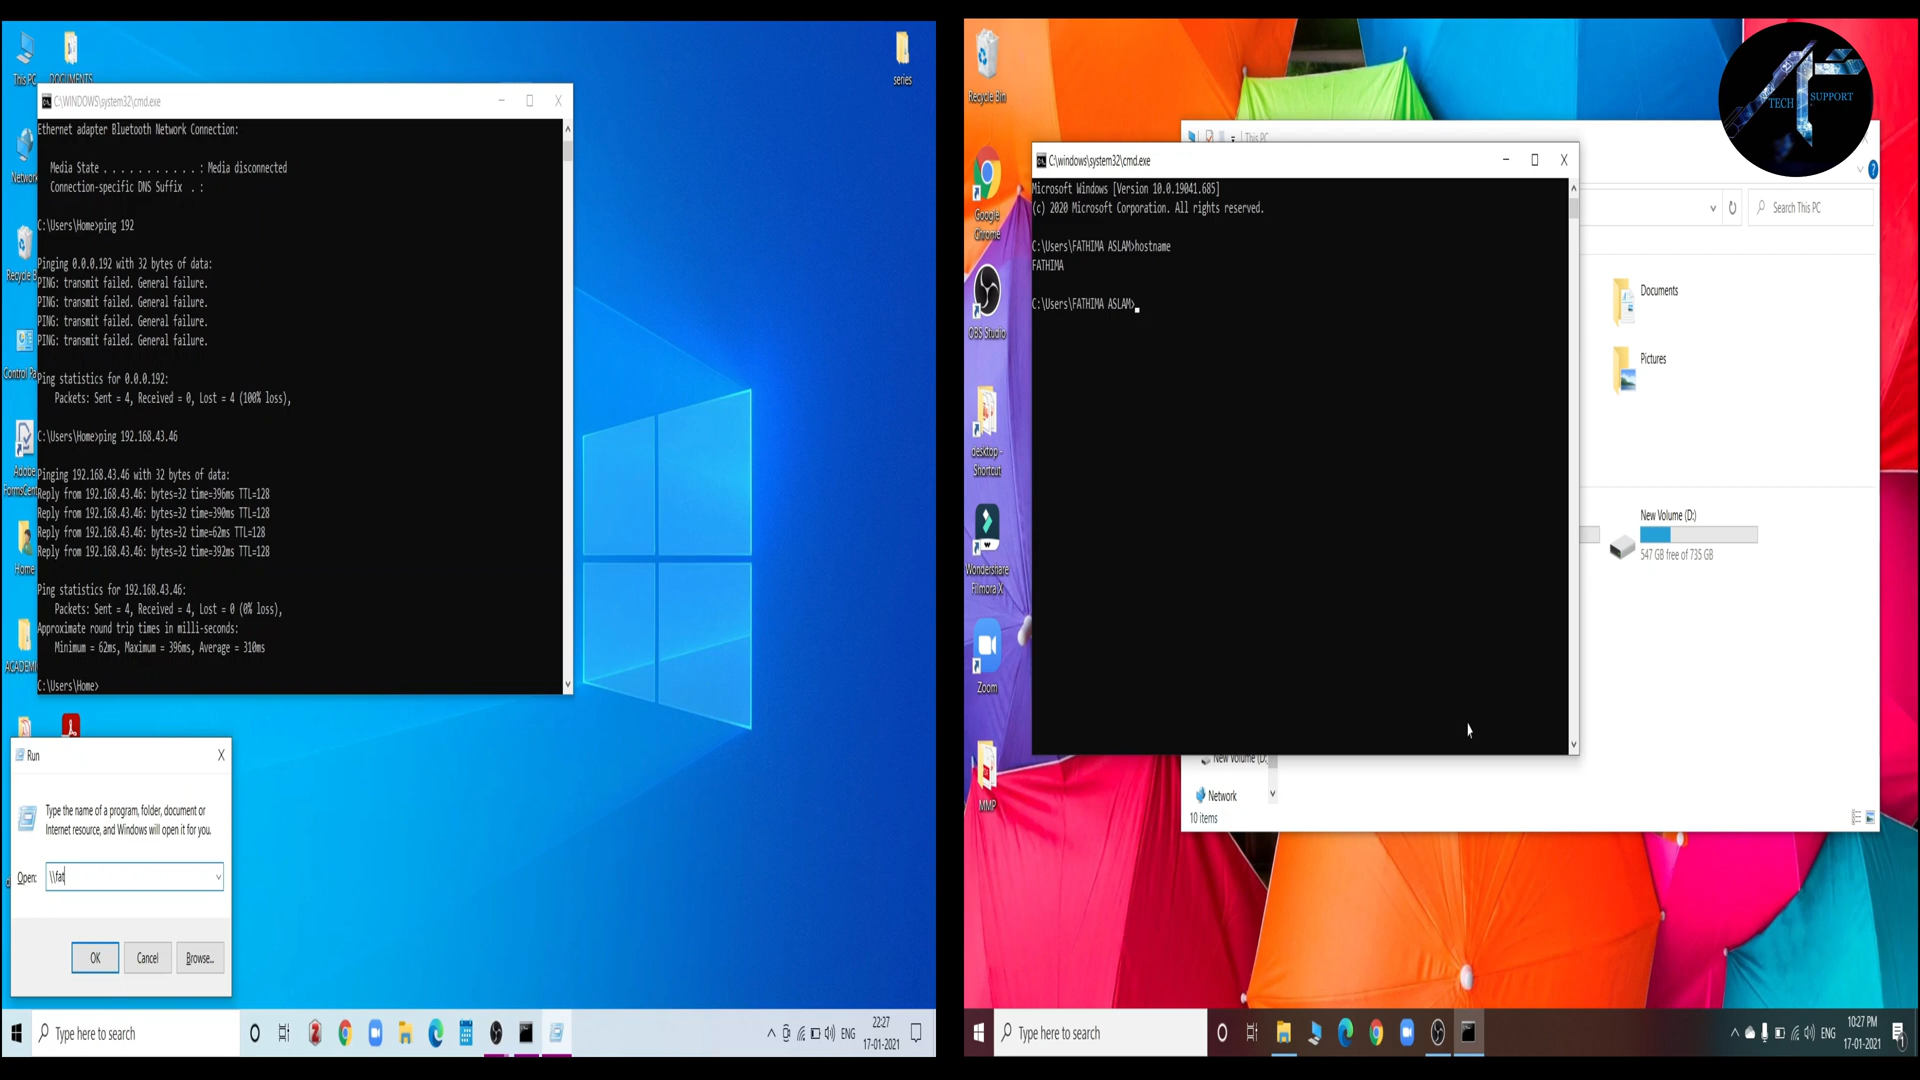 This PC
DOCUMENTS
series
C:\WINDOWS\system32\cmd.exe
Ethernet adapter Bluetooth Network Connection:
Media State . . . . . . . . . . . : Media disconnected
Connection-specific DNS Suffix  . :
C:\Users\Home>ping 192
Pinging 0.0.0.192 with 32 bytes of data:
PING: transmit failed. General failure.
PING: transmit failed. General failure.
PING: transmit failed. General failure.
PING: transmit failed. General failure.
Ping statistics for 0.0.0.192:
Packets: Sent = 4, Received = 0, Lost = 4 (100% loss),
C:\Users\Home>ping 192.168.43.46
Pinging 192.168.43.46 with 32 bytes of data:
Reply from 192.168.43.46: bytes=32 time=396ms TTL=128
Reply from 192.168.43.46: bytes=32 time=390ms TTL=128
Reply from 192.168.43.46: bytes=32 time=62ms TTL=128
Reply from 192.168.43.46: bytes=32 time=392ms TTL=128
Ping statistics for 192.168.43.46:
Packets: Sent = 4, Received = 4, Lost = 0 (0% loss),
Approximate round trip times in milli-seconds:
Minimum = 62ms, Maximum = 396ms, Average = 310ms
C:\Users\Home>
Network
Recycle B
Control Pa
Adobe
FormsCen
Home
ACADEMI
Run
Type the name of a program, folder, document or
Internet resource, and Windows will open it for you.
Open:
\\fat
OK
Cancel
Browse...
Type here to search
ENG
22:27
17-01-2021
Recycle Bin
Google
Chrome
OBS Studio
desktop -
Shortcut
Wondershare
Filmora X
Zoom
MMP
TECH
SUPPORT
This PC
C:\windows\system32\cmd.exe
Microsoft Windows [Version 10.0.19041.685]
(c) 2020 Microsoft Corporation. All rights reserved.
C:\Users\FATHIMA ASLAM>hostname
FATHIMA
C:\Users\FATHIMA ASLAM>
Search This PC
Documents
Pictures
New Volume (D:)
547 GB free of 735 GB
New Volume (D:
Network
10 items
Type here to search
ENG
10:27 PM
17-01-2021
1